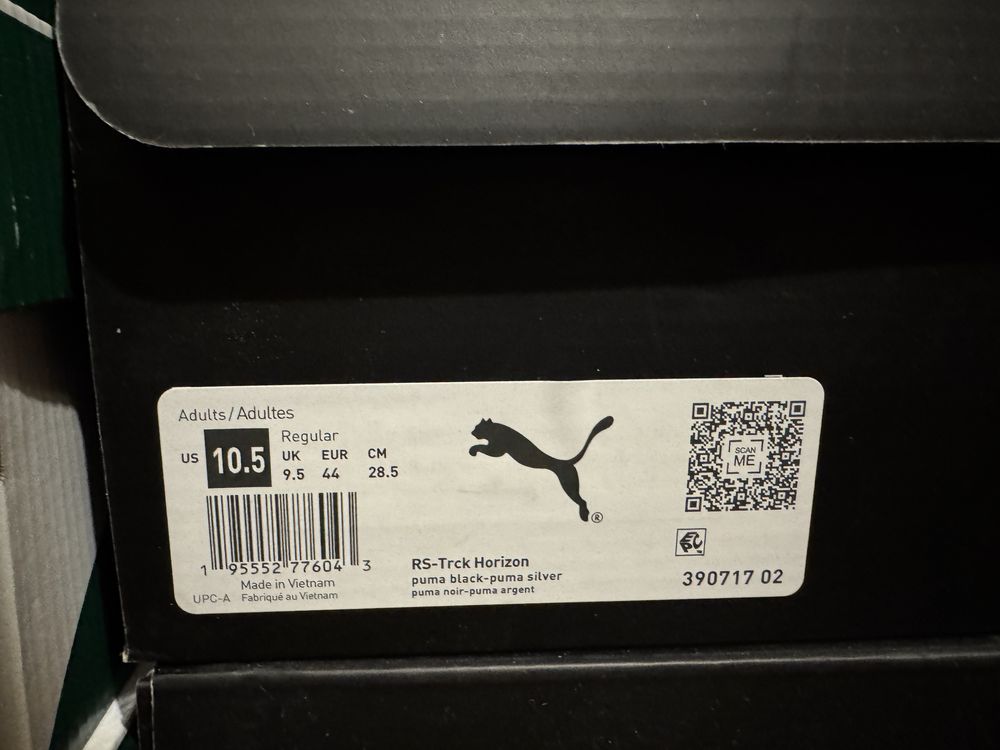 Adults/Adultes
US 10.5
Regular
UK EUR CM
9.5 44 28.5
1 95552 77604 3
Made in Vietnam
UPC-A Fabriqué au Vietnam
®
RS-Trck Horizon
puma black-puma silver
puma noir-puma argent
SCAN
ME
EPC
390717 02